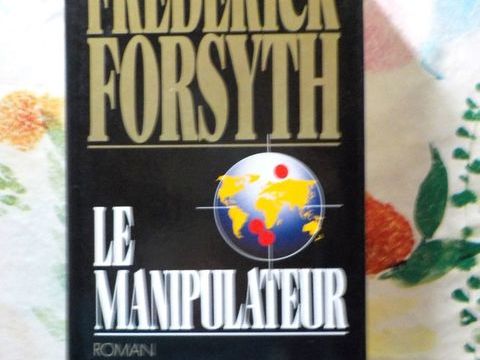 FREDERICK
FORSYTH
LE
MANIPULATEUR
ROMAN